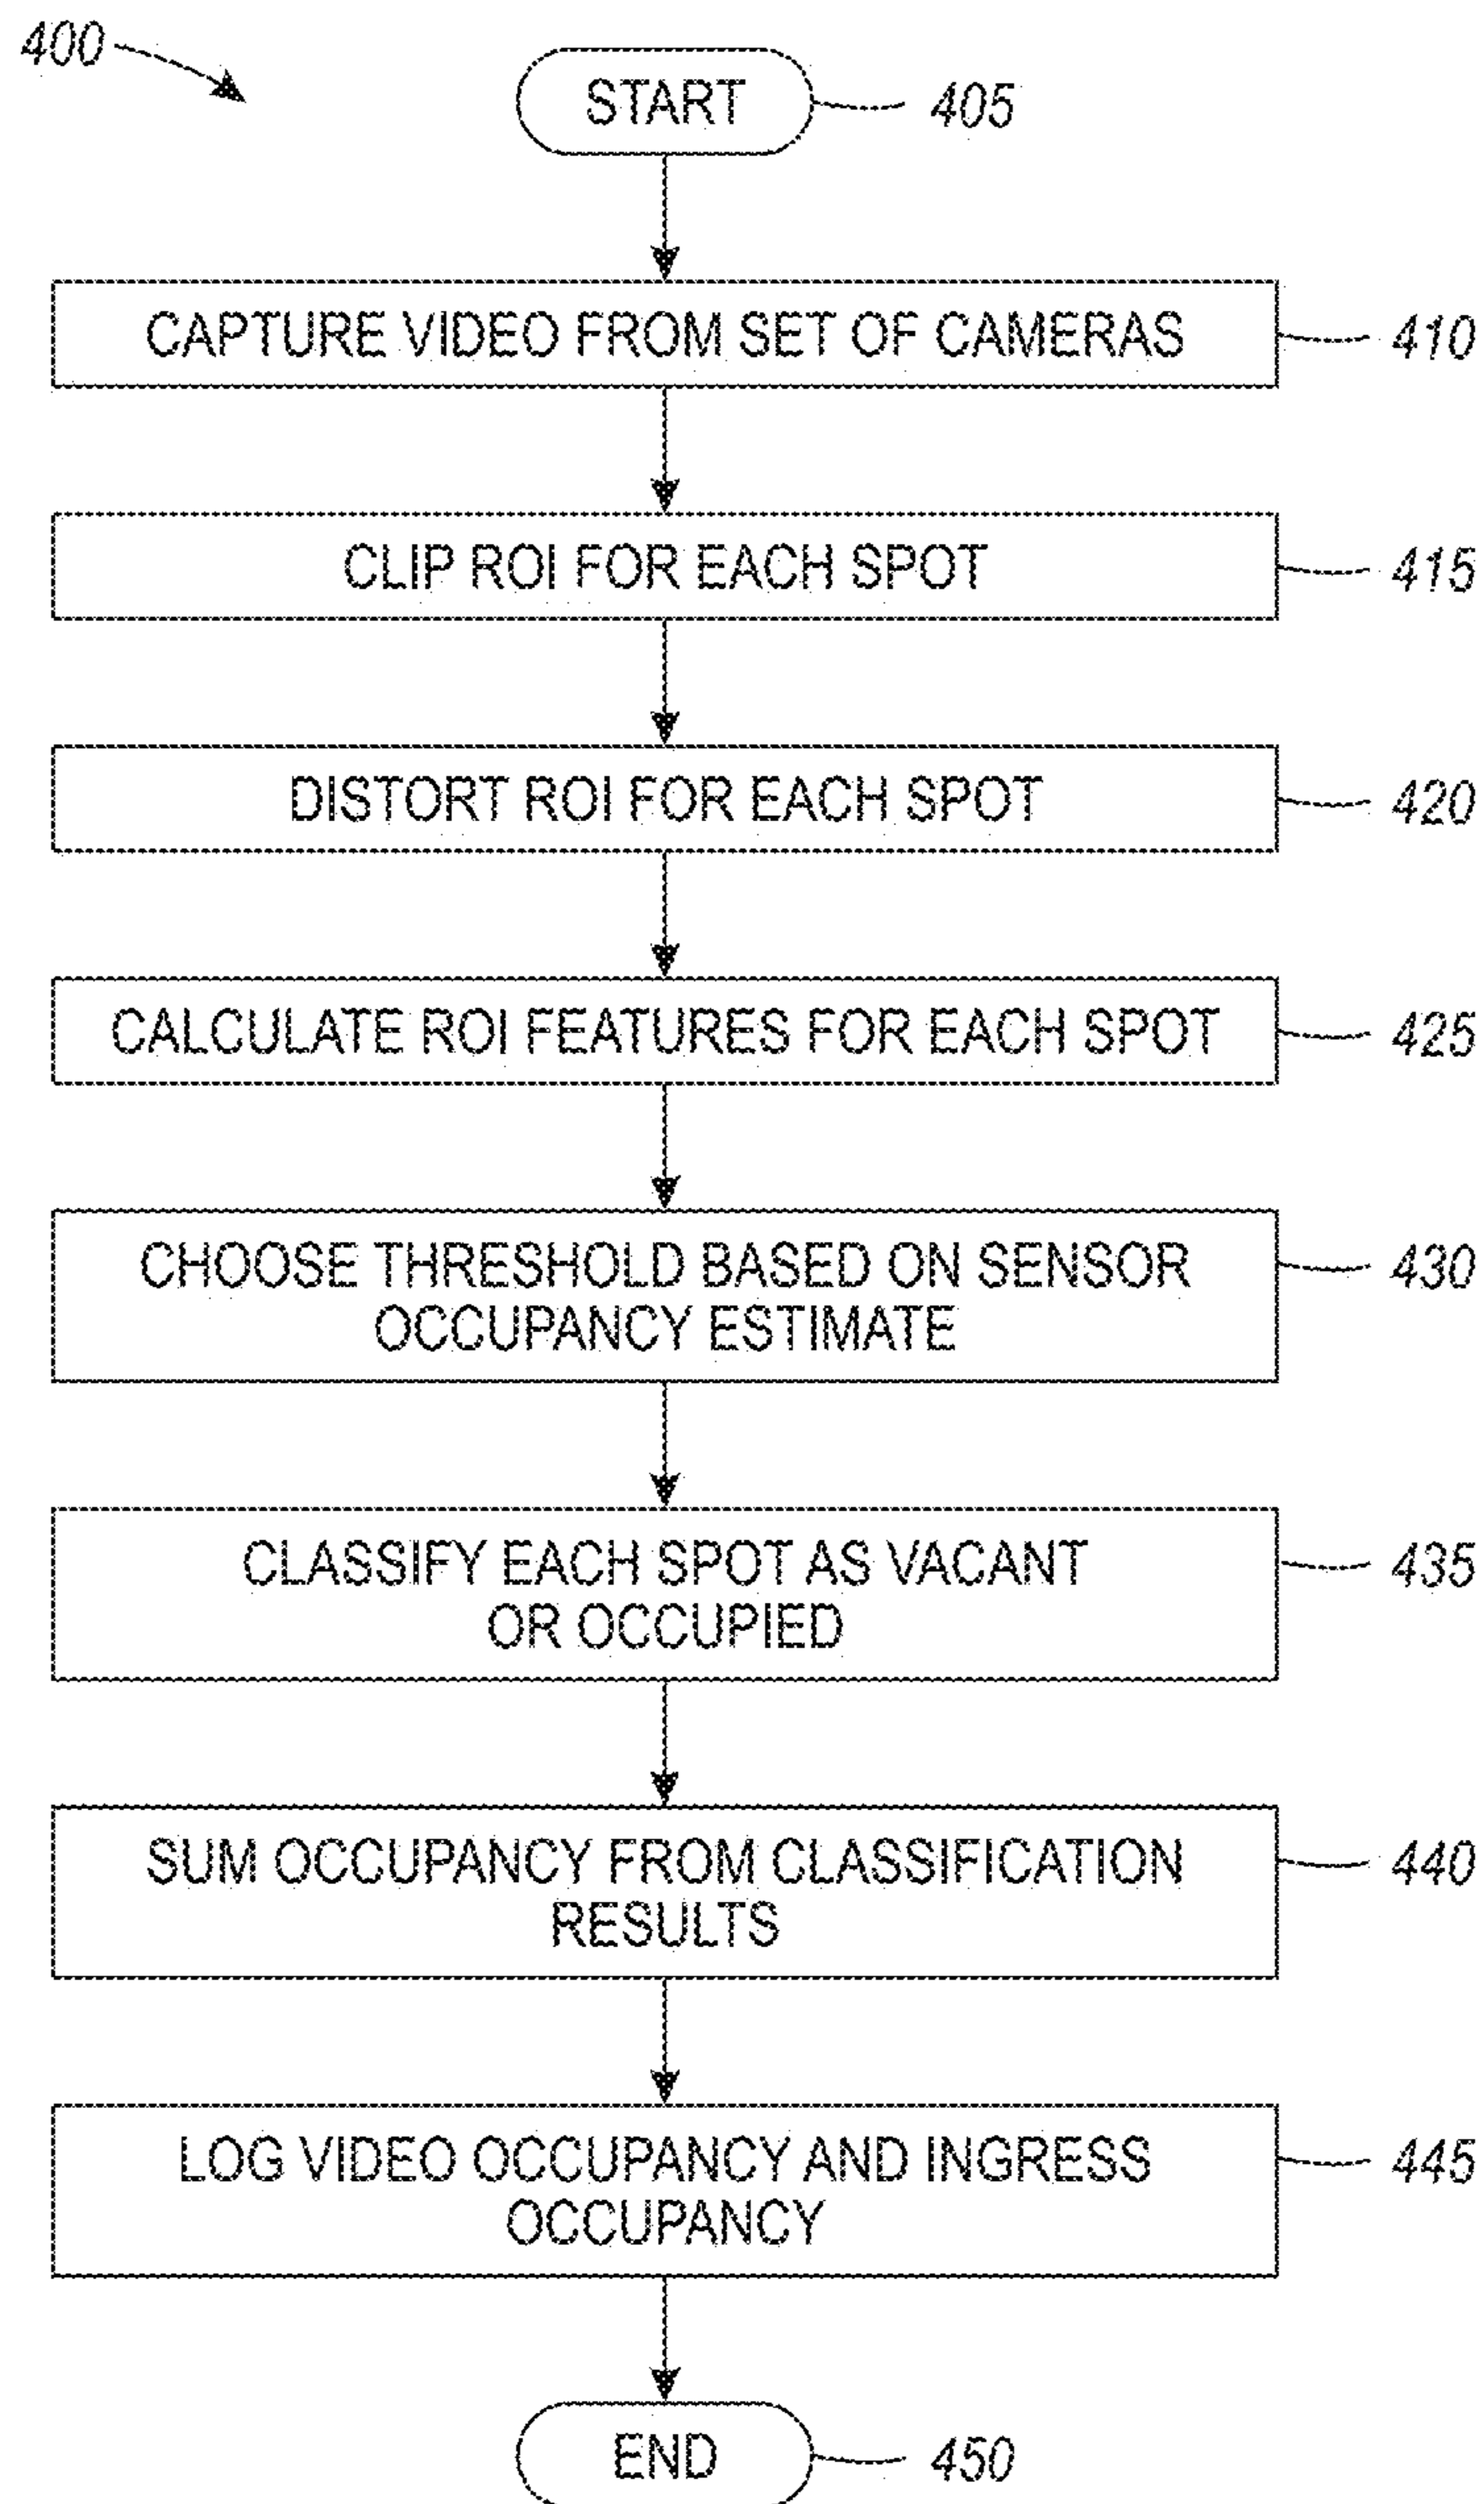 400
START
405
CAPTURE VIDEO FROM SET OF CAMERAS
410
CLIP ROI FOR EACH SPOT
415
DISTORT ROI FOR EACH SPOT
420
CALCULATE ROI FEATURES FOR EACH SPOT
425
CHOOSE THRESHOLD BASED ON SENSOR
OCCUPANCY ESTIMATE
430
CLASSIFY EACH SPOT AS VACANT
OR OCCUPIED
435
SUM OCCUPANCY FROM CLASSIFICATION
RESULTS
440
LOG VIDEO OCCUPANCY AND INGRESS
OCCUPANCY
445
END
450